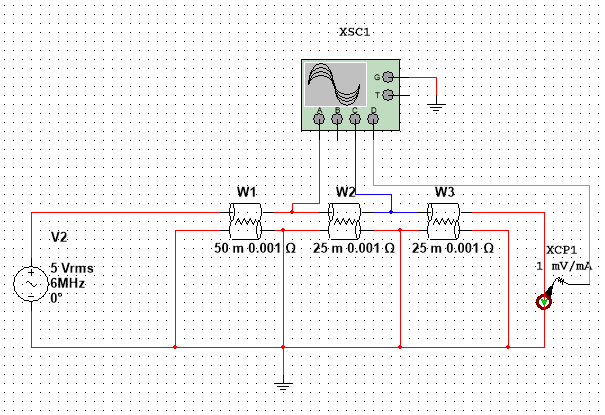 XSC1
G
T
A B C D
W1 W2 W3
V2
50 m 0.001 Ω 25 m 0.001 Ω 25 m 0.001 Ω
XCP1
5 Vrms
1 mV/mA
6MHz
0°